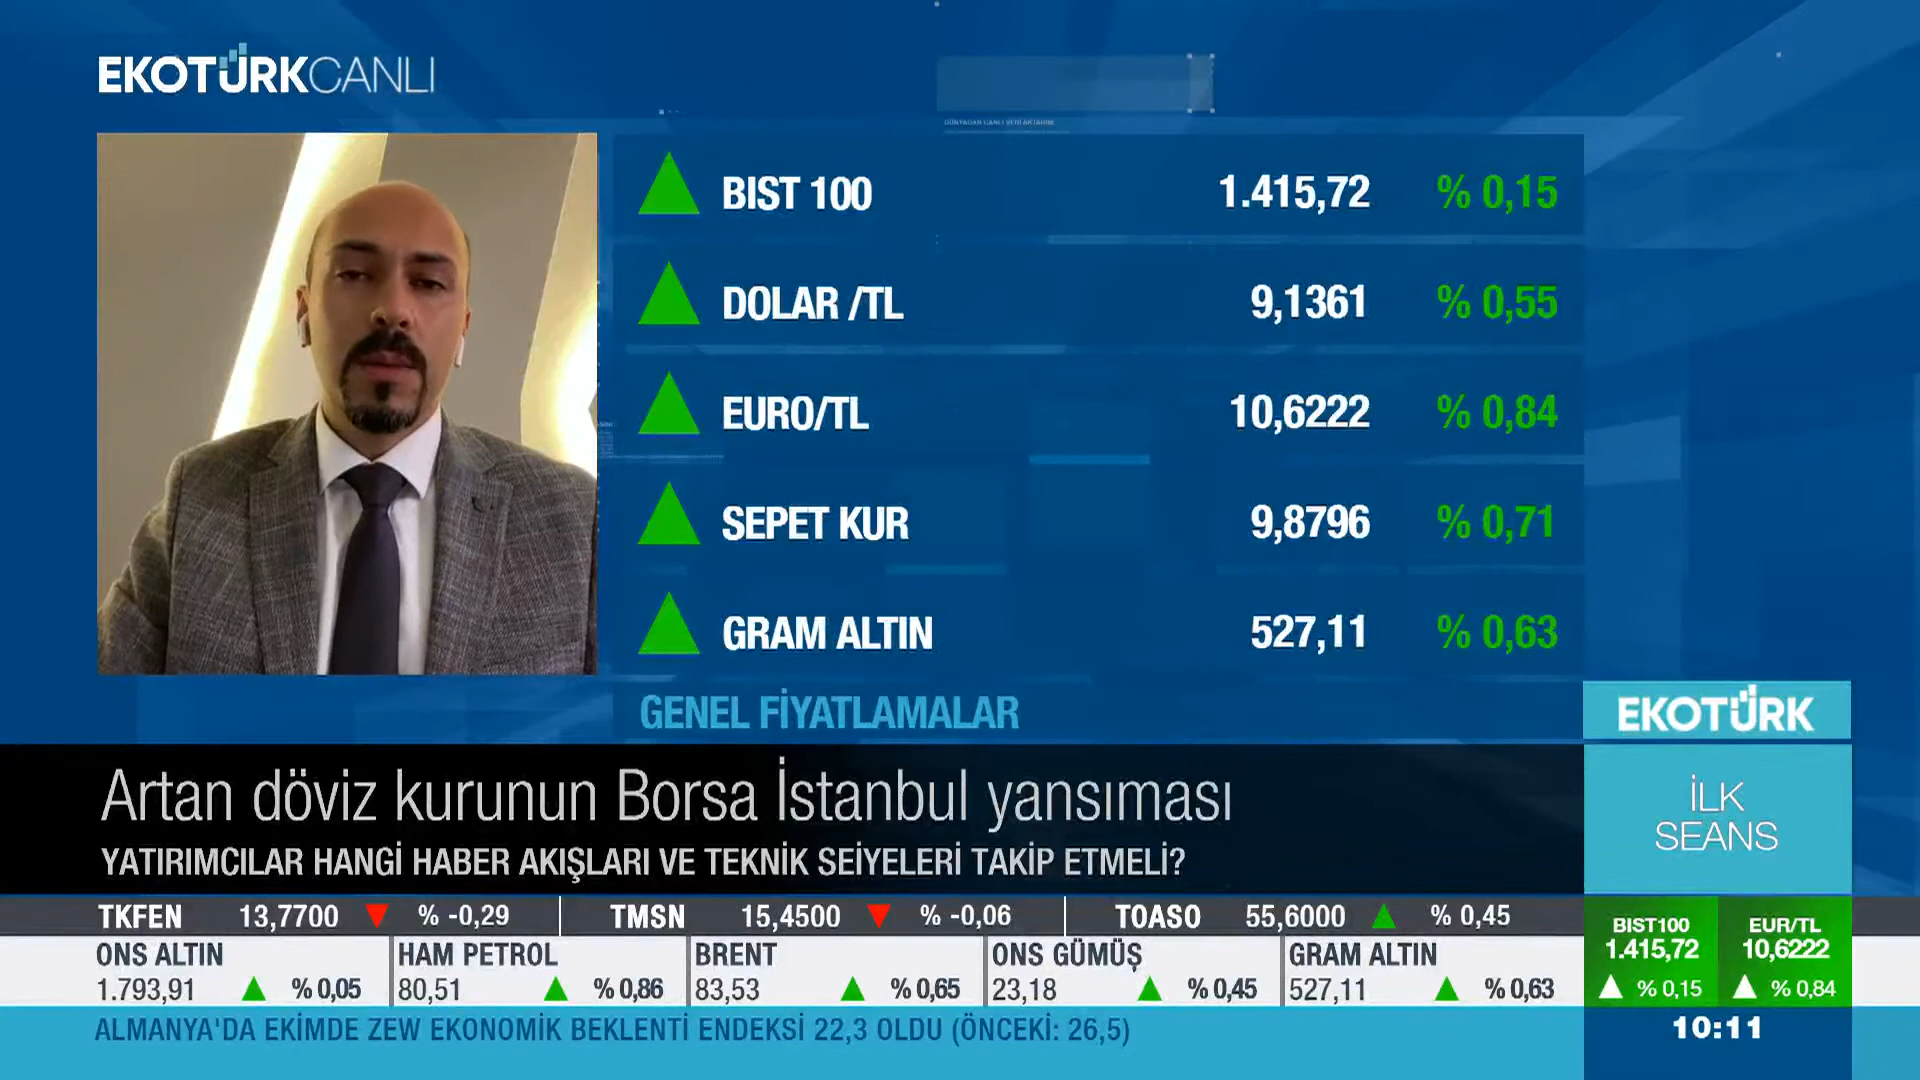 EKOTÜRKCANLI
DÜNYADAN CANLI VERİ AKTARIMI
BIST 100 1.415,72 % 0,15
DOLAR /TL 9,1361 % 0,55
EURO/TL 10,6222 % 0,84
SEPET KUR 9,8796 % 0,71
GRAM ALTIN 527,11 % 0,63
GENEL FİYATLAMALAR
EKOTÜRK
Artan döviz kurunun Borsa İstanbul yansıması
YATIRIMCILAR HANGİ HABER AKIŞLARI VE TEKNİK SEİYELERİ TAKİP ETMELİ?
İLK
SEANS
TKFEN 13,7700 % -0,29 TMSN 15,4500 % -0,06 TOASO 55,6000 % 0,45
ONS ALTIN HAM PETROL BRENT ONS GÜMÜŞ GRAM ALTIN
1.793,91 % 0,05 80,51 % 0,86 83,53 % 0,65 23,18 % 0,45 527,11 % 0,63
BIST100 EUR/TL
1.415,72 10,6222
% 0,15 % 0,84
ALMANYA'DA EKİMDE ZEW EKONOMİK BEKLENTİ ENDEKSİ 22,3 OLDU (ÖNCEKİ: 26,5)
10:11